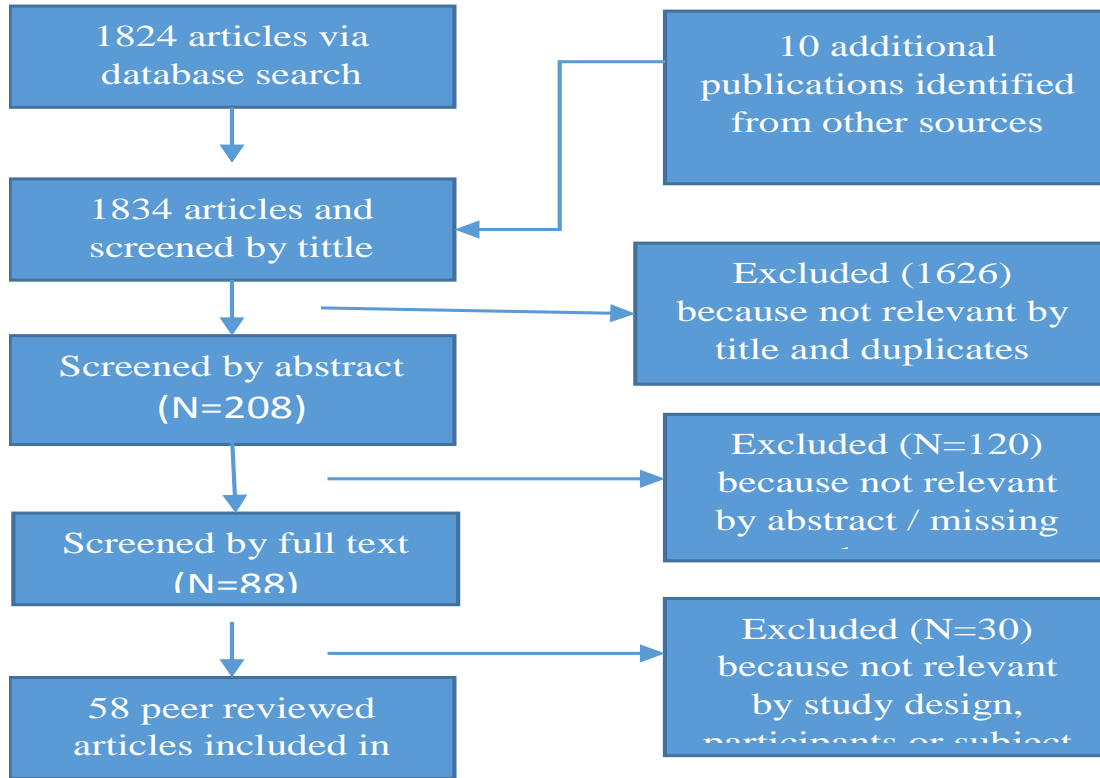 1824 articles via
database search
10 additional
publications identified
from other sources
1834 articles and
screened by tittle
Excluded (1626)
because not relevant by
title and duplicates
Screened by abstract
(N=208)
Excluded (N=120)
because not relevant
by abstract / missing
Screened by full text
(N=88)
Excluded (N=30)
because not relevant
by study design,
participants or subject
58 peer reviewed
articles included in